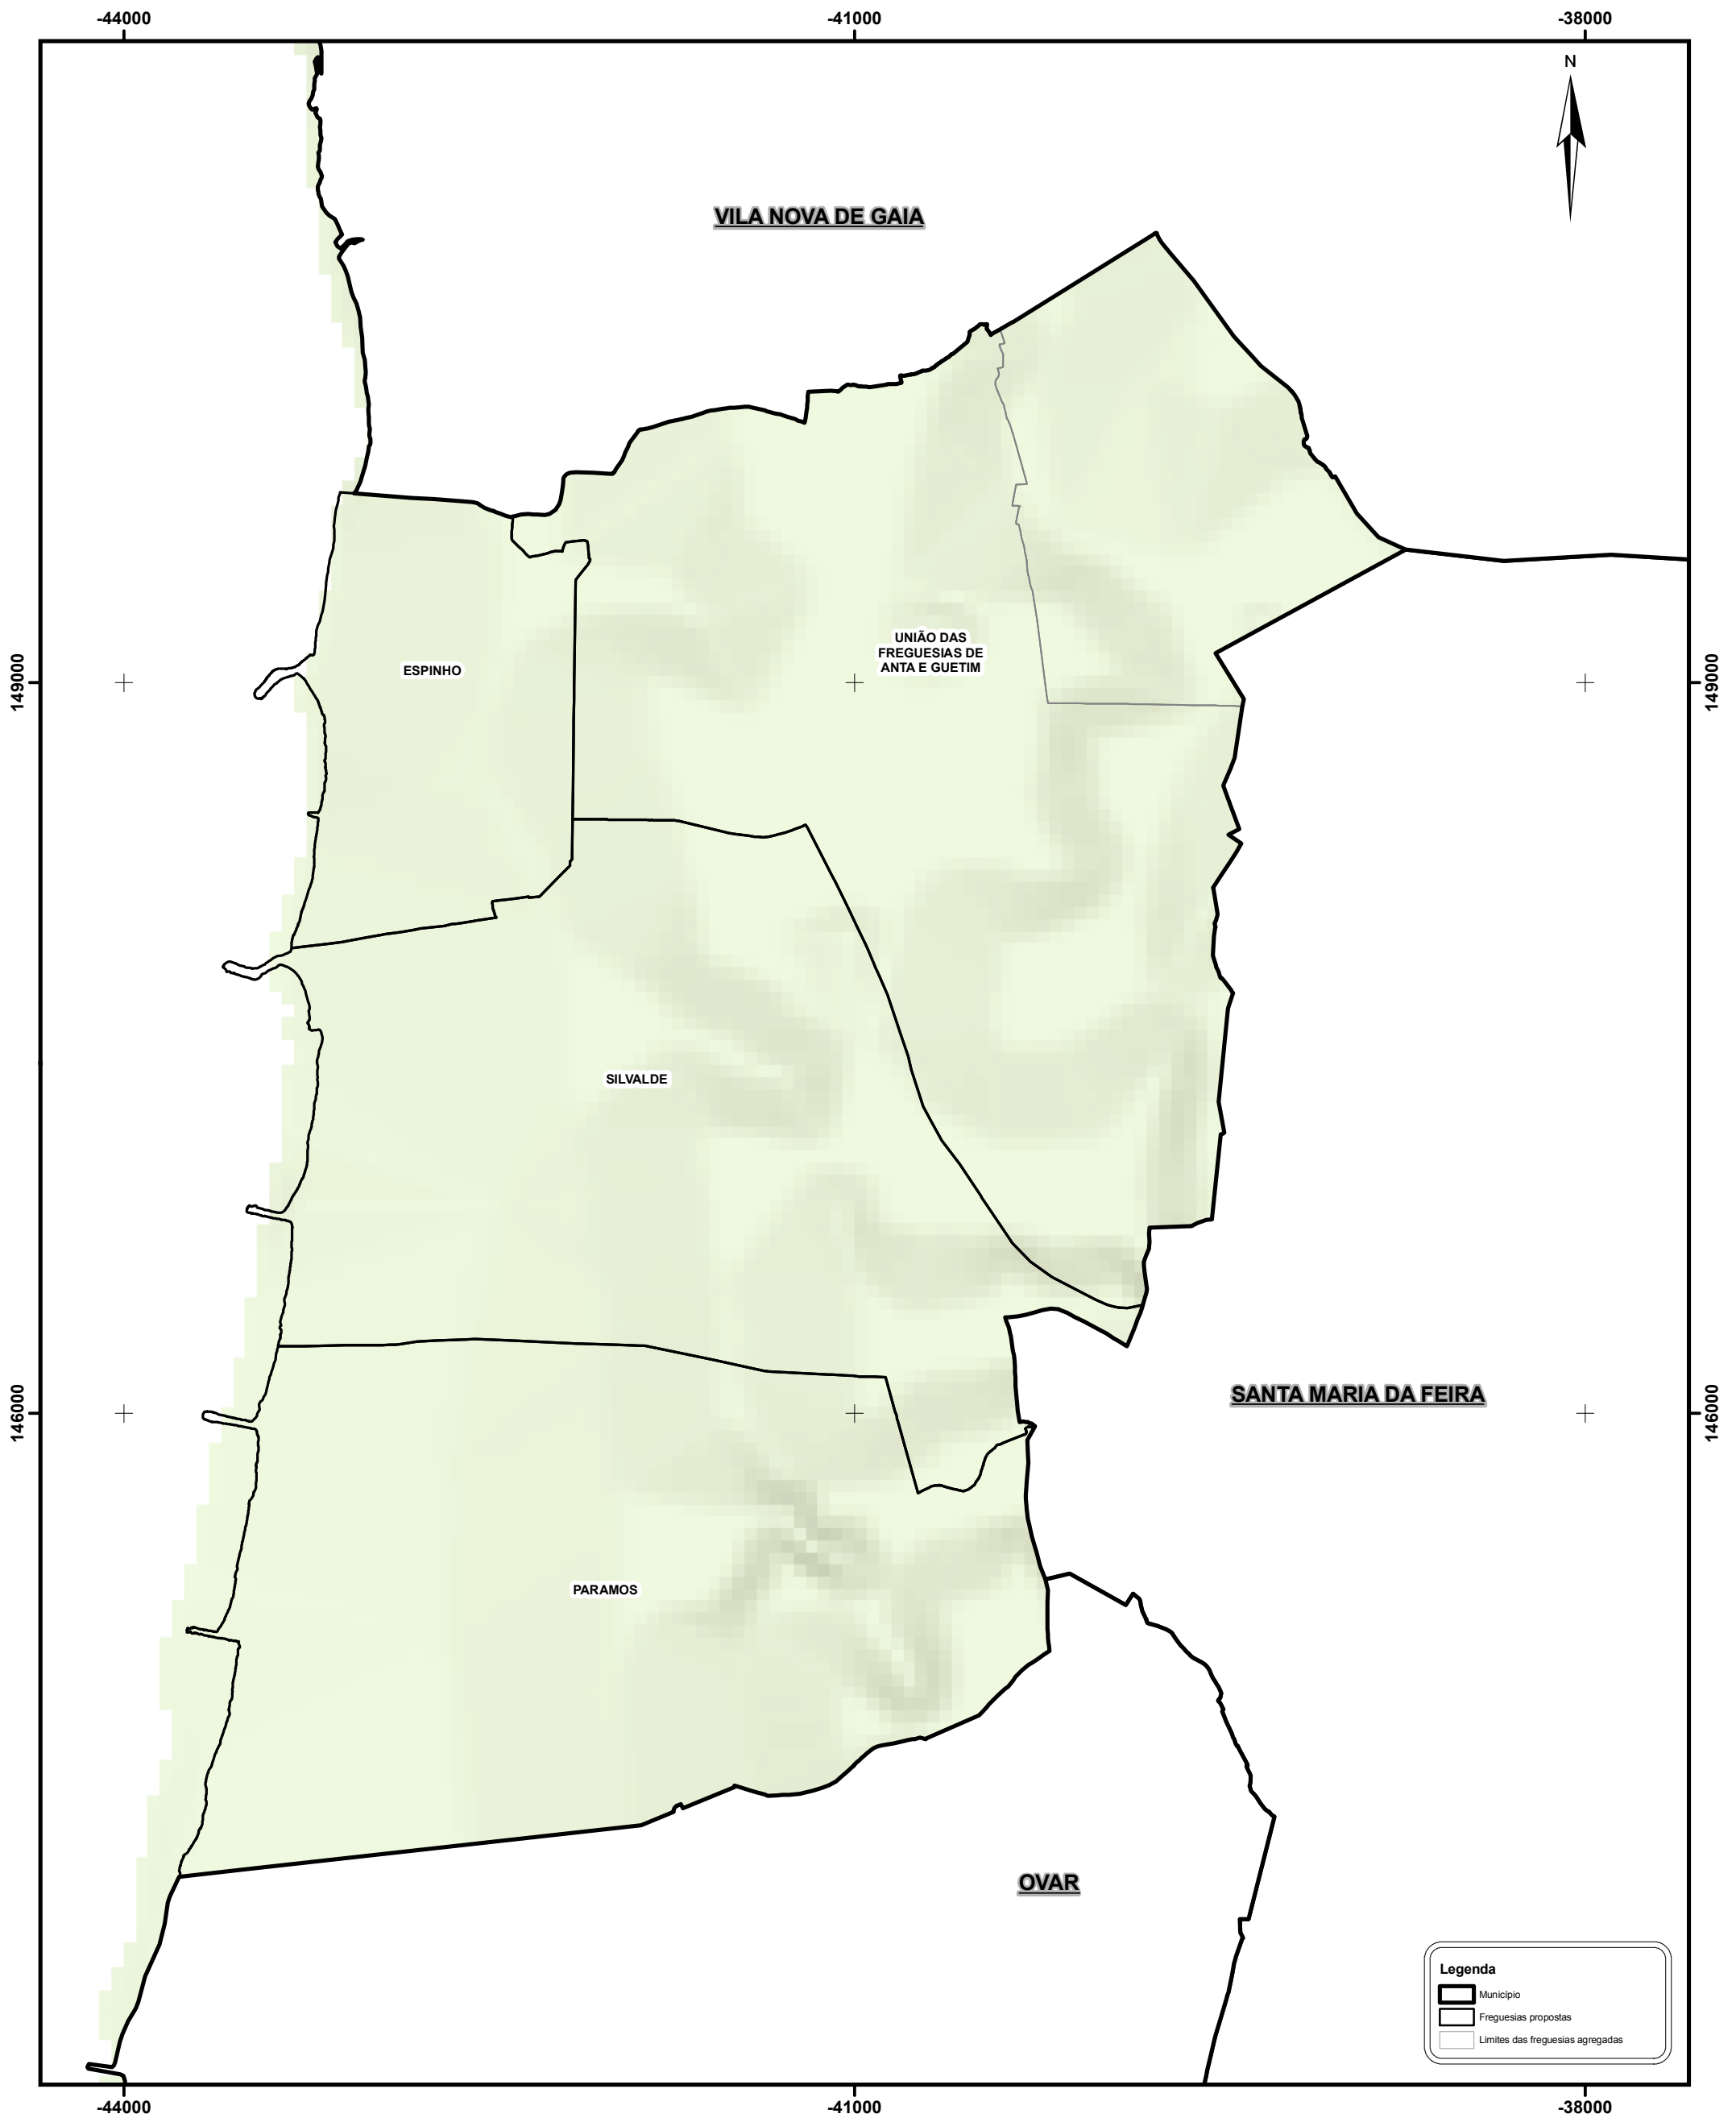 -44000
-41000
-38000
N
VILA NOVA DE GAIA
UNIÃO DAS
FREGUESIAS DE
ANTA E GUETIM
ESPINHO
149000
149000
SILVALDE
SANTA MARIA DA FEIRA
146000
146000
PARAMOS
OVAR
Legenda
Município
Freguesias propostas
Limites das freguesias agregadas
-44000
-41000
-38000